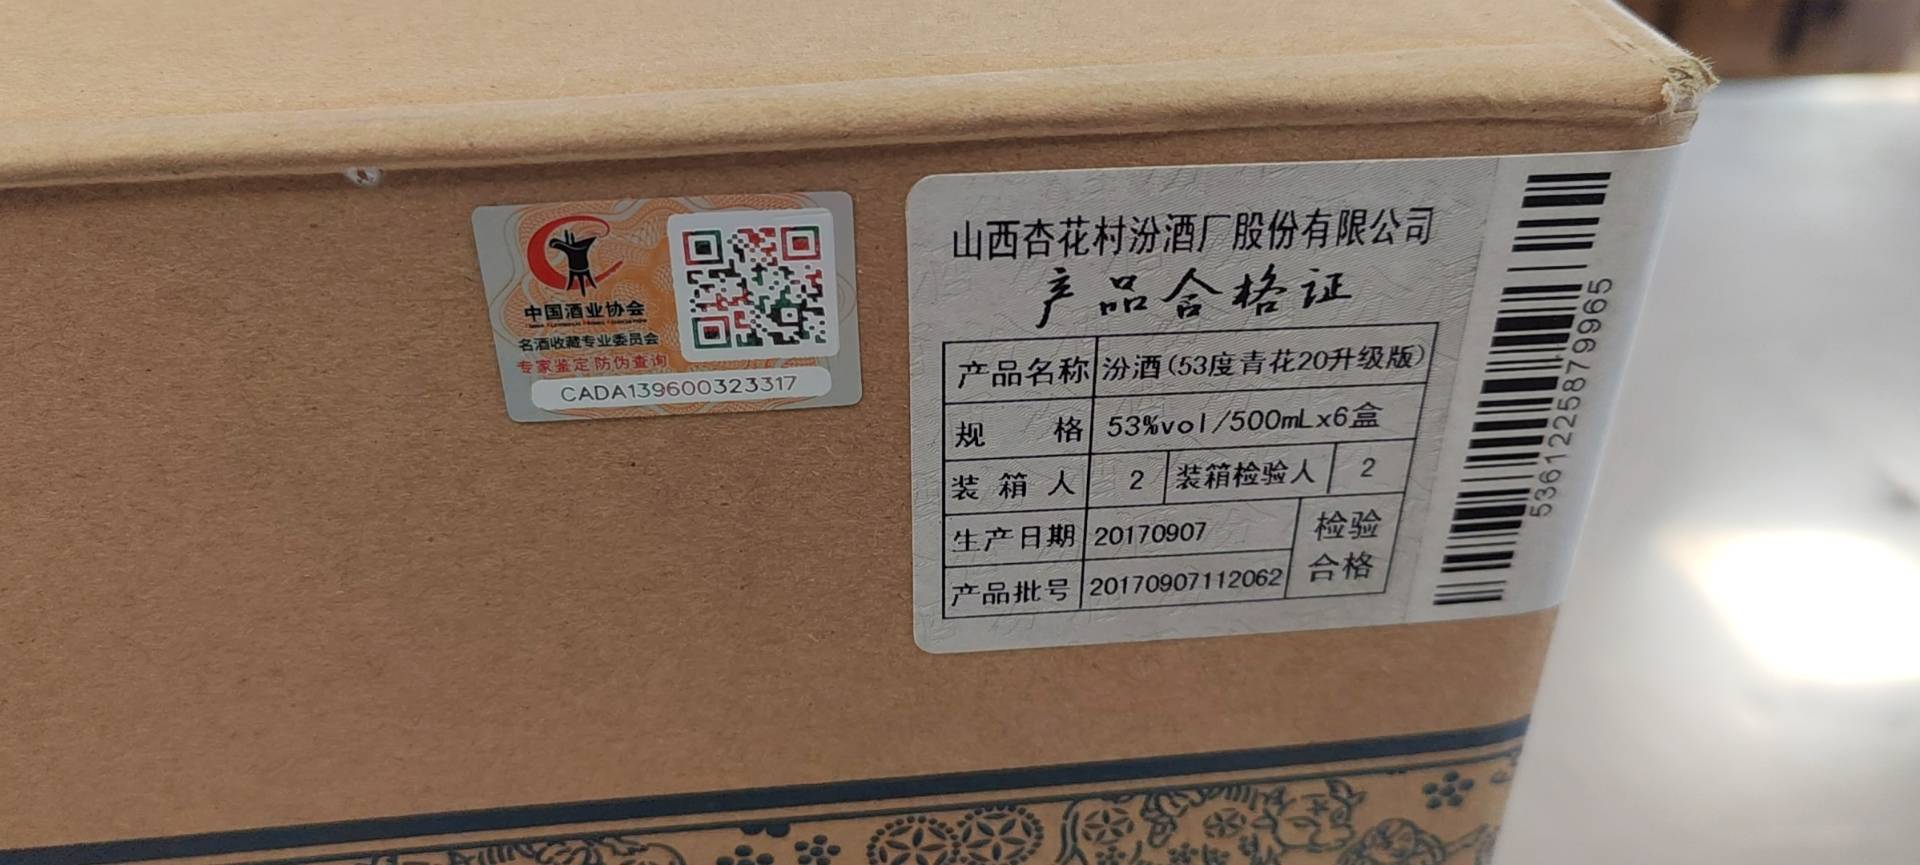 中国酒业协会
名酒收藏专业委员会
专家鉴定 防伪查询
CADA139600323317
山西杏花村汾酒厂股份有限公司
产品合格证
产品名称 汾酒(53度青花20升级版)
规 格 53%vol/500mLx6盒
装箱人 2 装箱检验人 2
生产日期 20170907
检验合格
产品批号 20170907112062
5361225879965